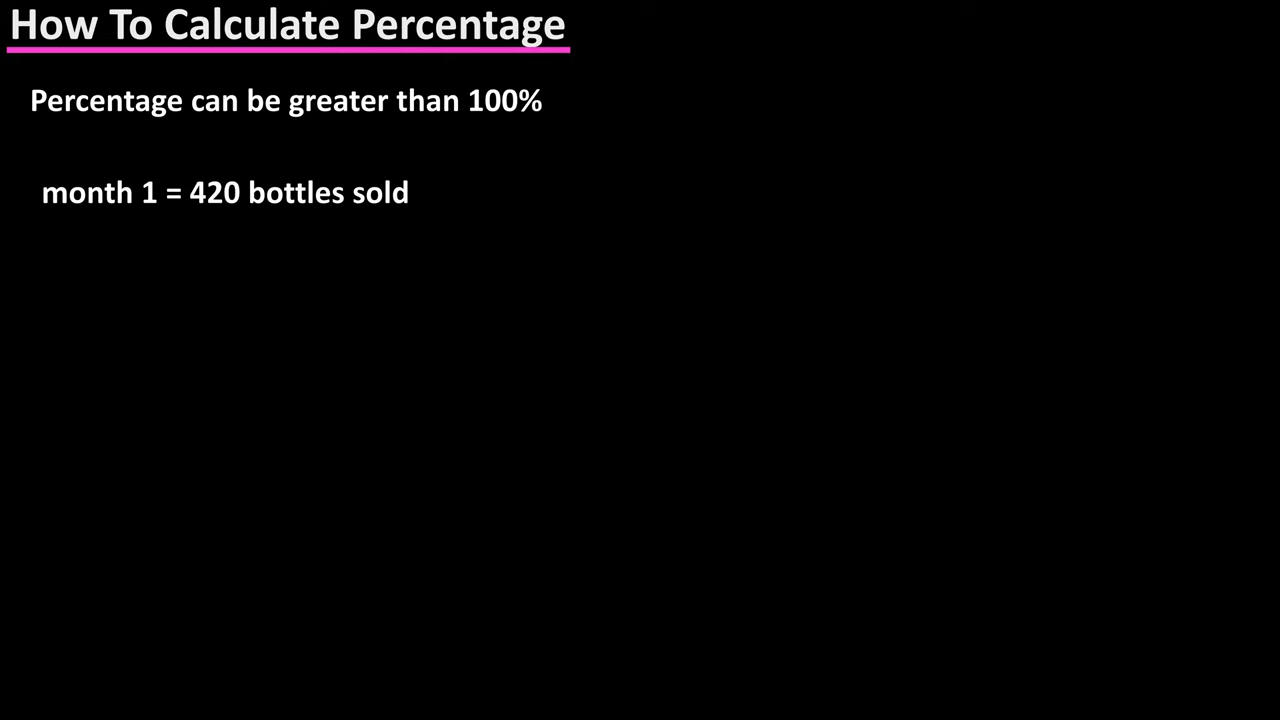 How To Calculate Percentage
Percentage can be greater than 100%
month 1 = 420 bottles sold